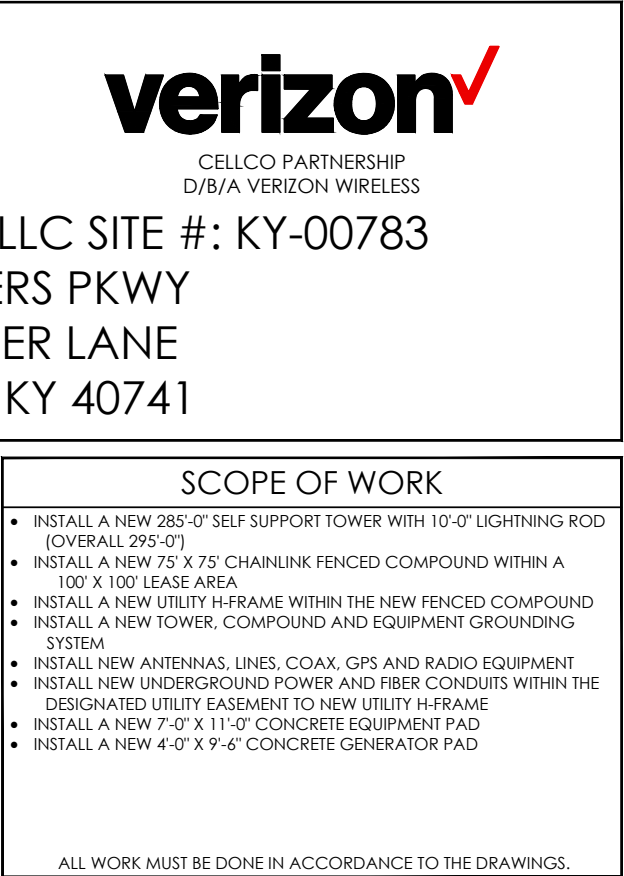 verizon
CELLCO PARTNERSHIP
D/B/A VERIZON WIRELESS
LLC SITE #: KY-00783
ERS PKWY
ER LANE
KY 40741
SCOPE OF WORK
• INSTALL A NEW 285'-0" SELF SUPPORT TOWER WITH 10'-0" LIGHTNING ROD
(OVERALL 295'-0")
• INSTALL A NEW 75' X 75' CHAINLINK FENCED COMPOUND WITHIN A
100' X 100' LEASE AREA
• INSTALL A NEW UTILITY H-FRAME WITHIN THE NEW FENCED COMPOUND
• INSTALL A NEW TOWER, COMPOUND AND EQUIPMENT GROUNDING
SYSTEM
• INSTALL NEW ANTENNAS, LINES, COAX, GPS AND RADIO EQUIPMENT
• INSTALL NEW UNDERGROUND POWER AND FIBER CONDUITS WITHIN THE
DESIGNATED UTILITY EASEMENT TO NEW UTILITY H-FRAME
• INSTALL A NEW 7'-0" X 11'-0" CONCRETE EQUIPMENT PAD
• INSTALL A NEW 4'-0" X 9'-6" CONCRETE GENERATOR PAD
ALL WORK MUST BE DONE IN ACCORDANCE TO THE DRAWINGS.